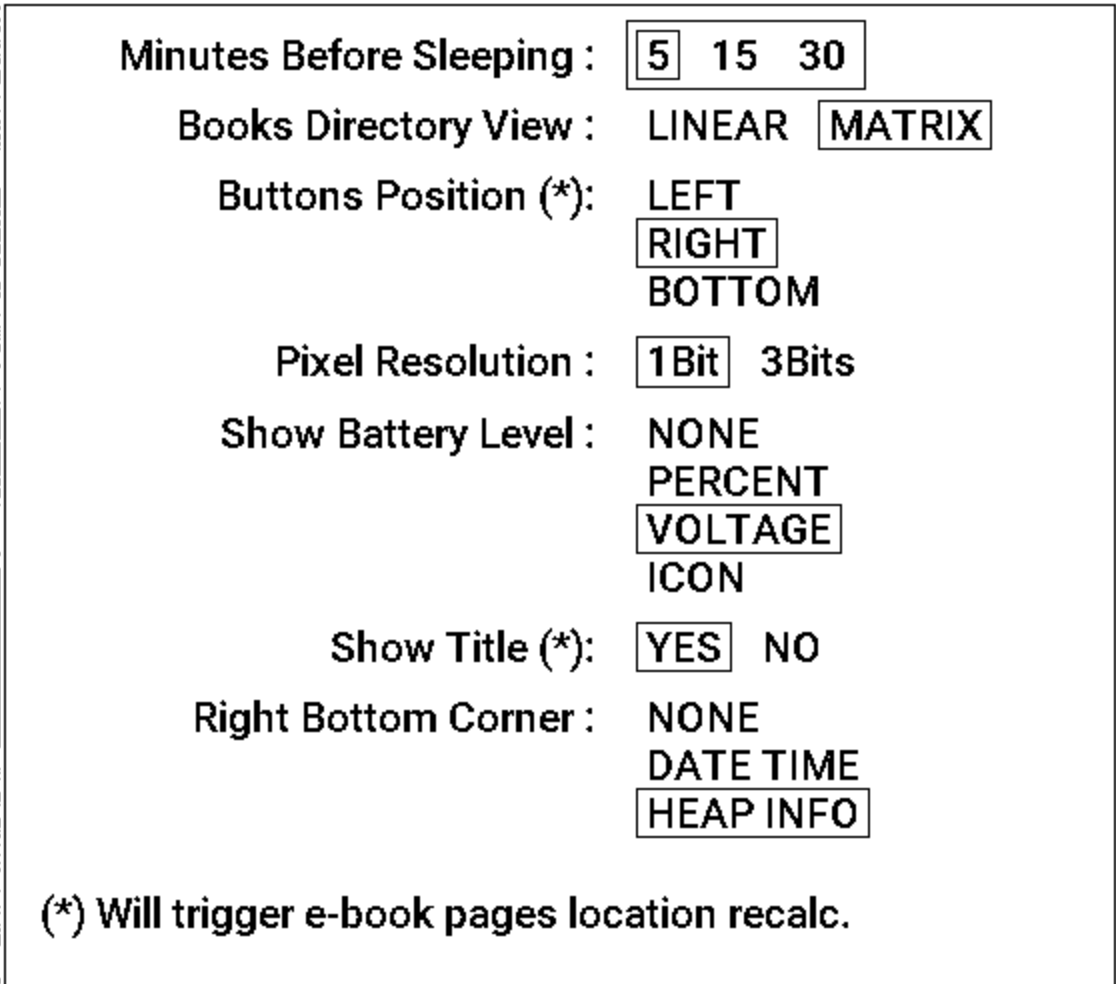 Minutes Before Sleeping : 5 15 30
Books Directory View : LINEAR MATRIX
Buttons Position (*): LEFT
RIGHT
BOTTOM
Pixel Resolution : 1Bit 3Bits
Show Battery Level : NONE
PERCENT
VOLTAGE
ICON
Show Title (*): YES NO
Right Bottom Corner : NONE
DATE TIME
HEAP INFO
(*) Will trigger e-book pages location recalc.